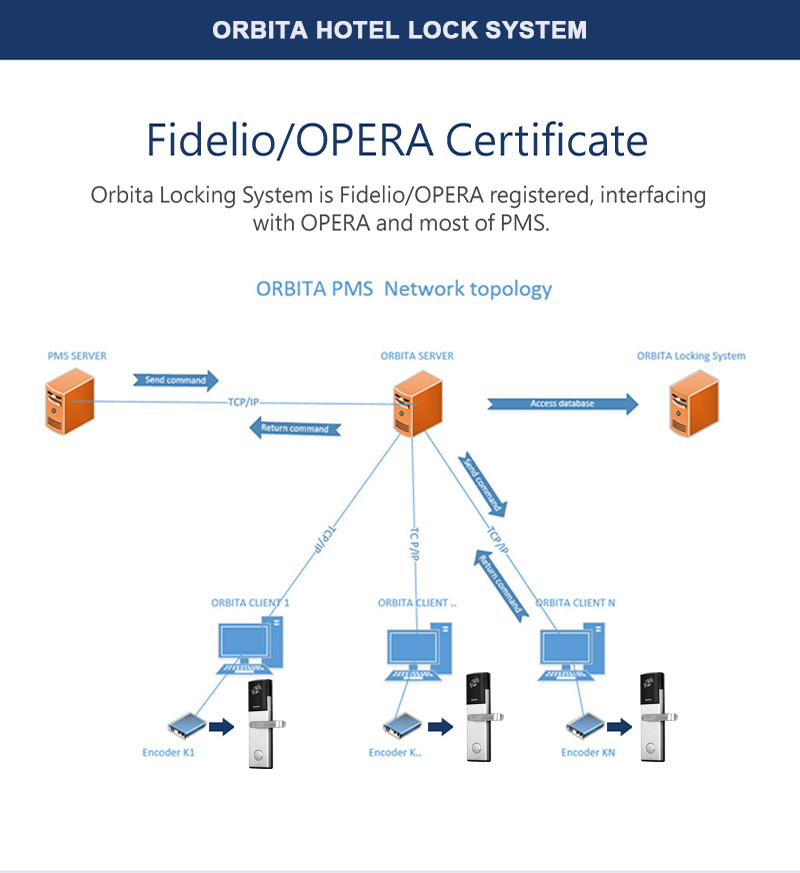 ORBITA HOTEL LOCK SYSTEM
Fidelio/OPERA Certificate
Orbita Locking System is Fidelio/OPERA registered, interfacing
with OPERA and most of PMS.
ORBITA PMS Network topology
PMS SERVER
ORBITA SERVER
ORBITA Locking System
Send command
TCP/IP
Access database
Return command
Send command
TCP/IP
TC P/IP
TCP/IP
Return command
ORBITA CLIENT 1
ORBITA CLIENT ..
ORBITA CLIENT N
Encoder K1
Encoder K..
Encoder KN